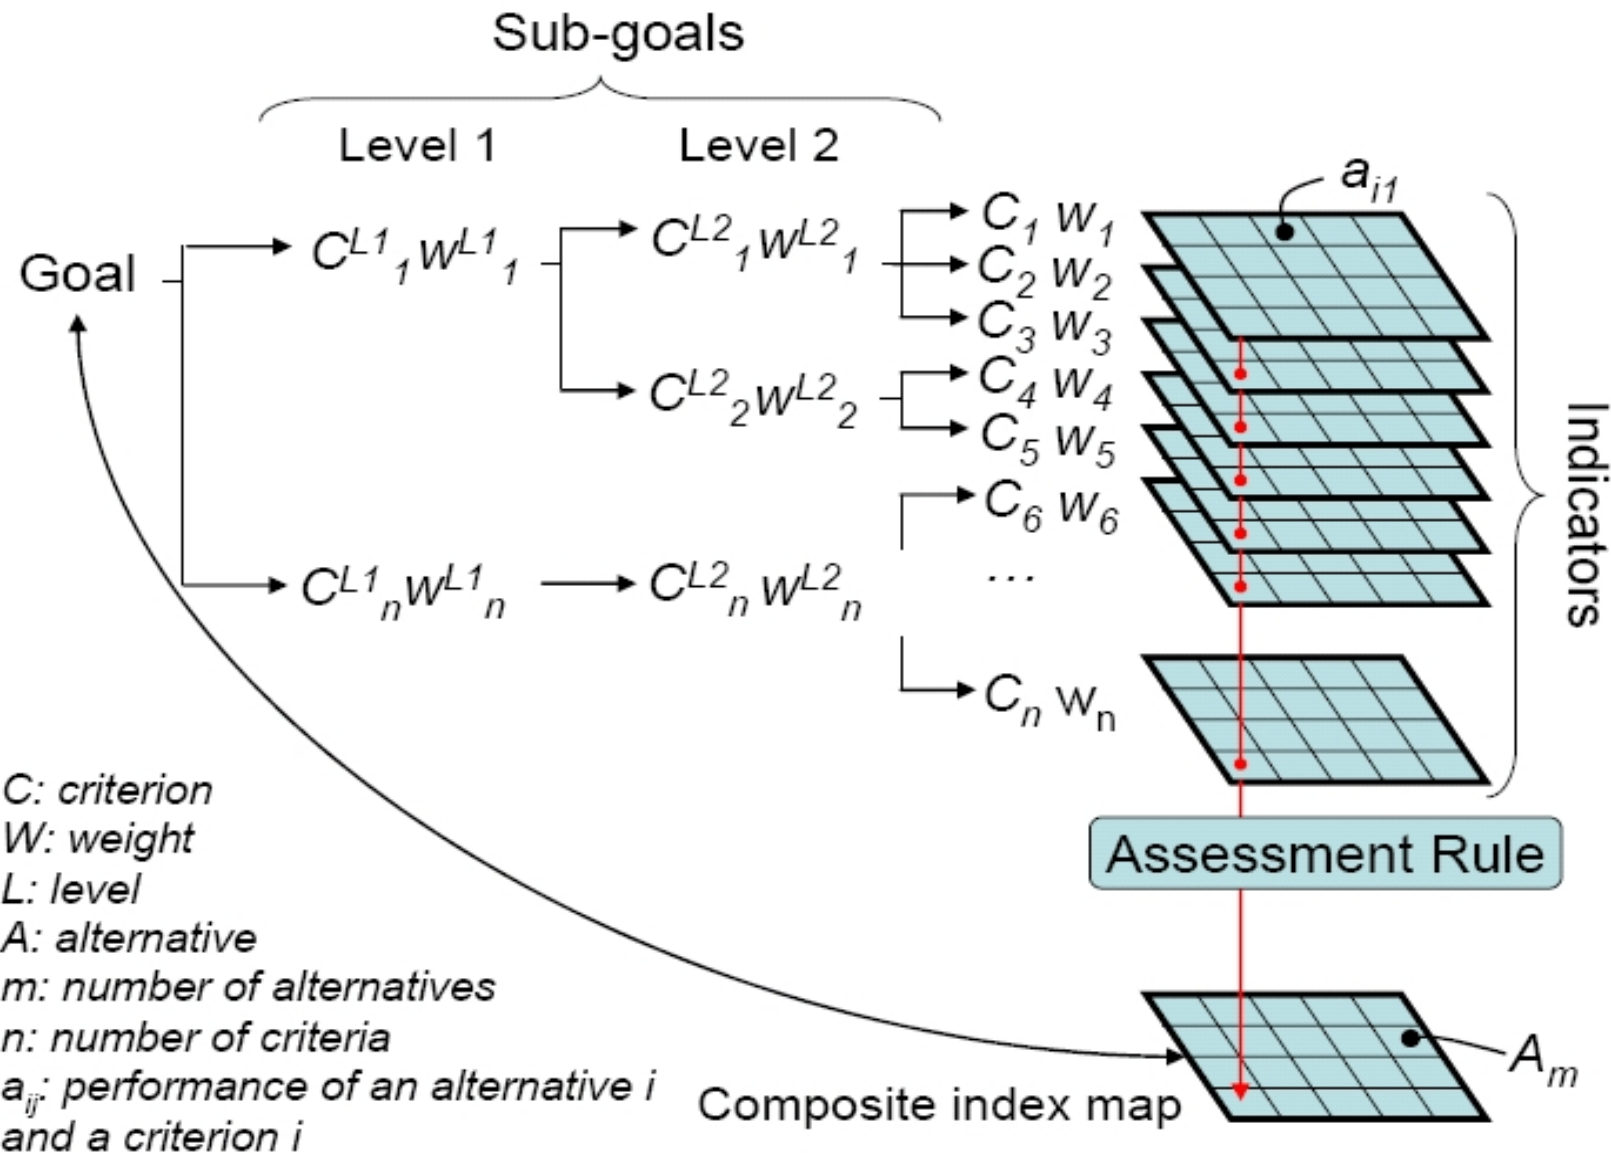 Sub-goals
Level 1 Level 2
a_i1
C^L1_1 w^L1_1
C^L2_1 w^L2_1
C_1 w_1
C_2 w_2
C_3 w_3
Goal
C^L2_2 w^L2_2
C_4 w_4
C_5 w_5
C_6 w_6
...
C^L1_n w^L1_n
C^L2_n w^L2_n
C_n w_n
Indicators
Assessment Rule
C: criterion
W: weight
L: level
A: alternative
m: number of alternatives
n: number of criteria
a_ij: performance of an alternative i
and a criterion i
Composite index map
A_m